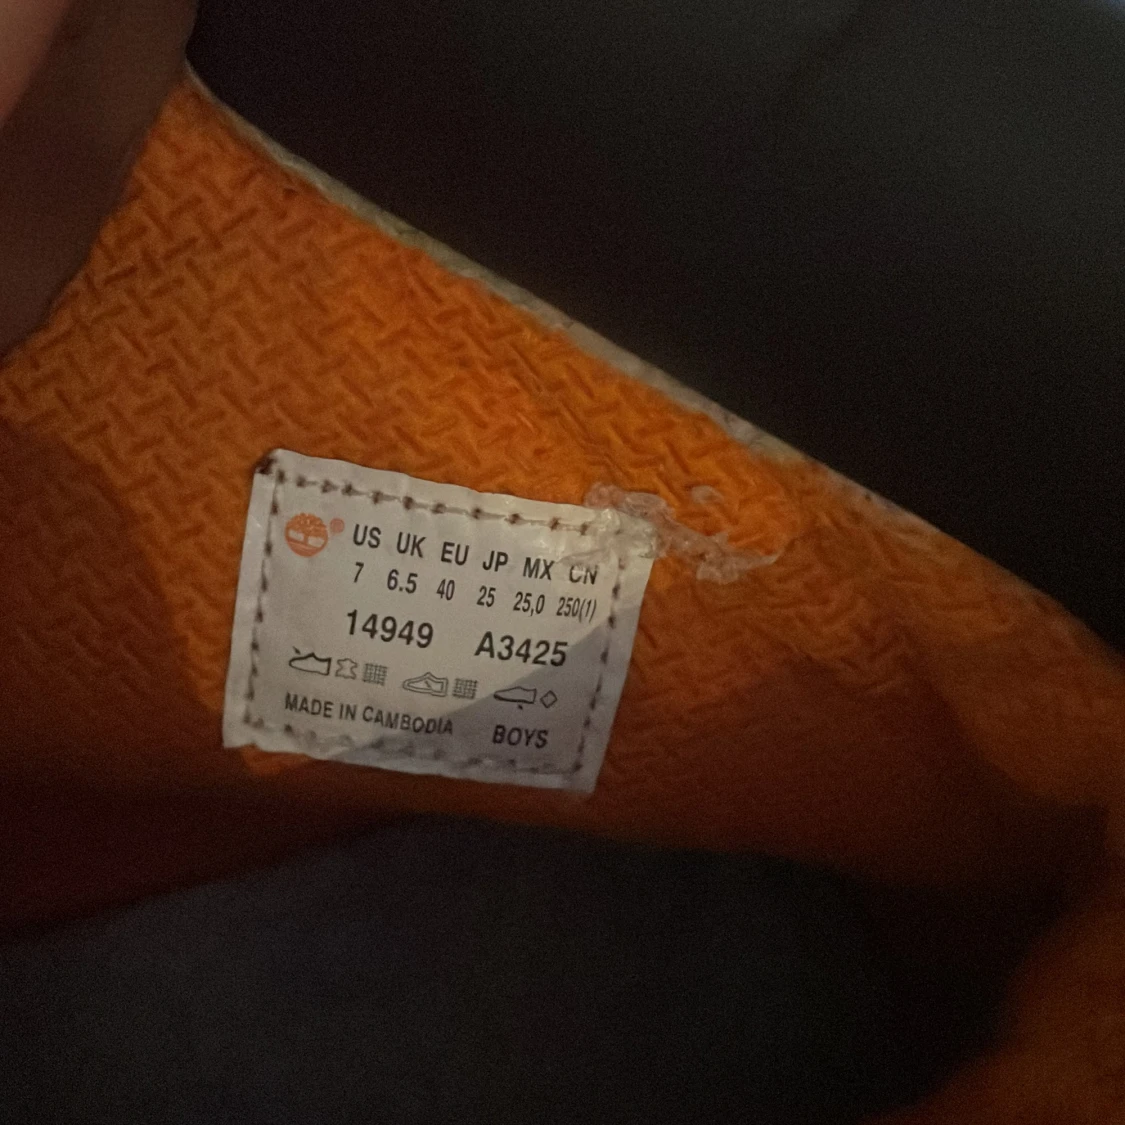 ® US UK EU JP MX CN
7 6.5 40 25 25,0 250(1)
14949 A3425
MADE IN CAMBODIA BOYS